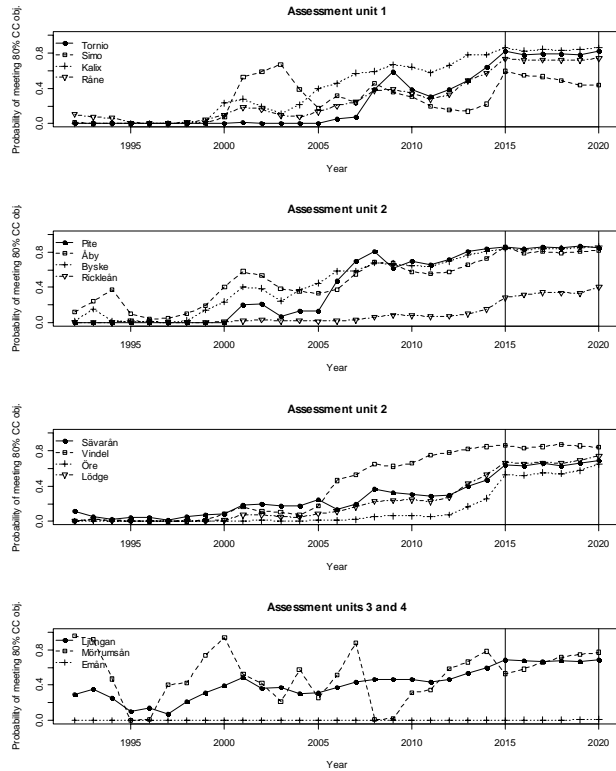 Assessment unit 1
Probability of meeting 80% CC obj.
0.0 0.4 0.8
Tornio
Simo
Kalix
Råne
1995 2000 2005 2010 2015 2020
Year
Assessment unit 2
Probability of meeting 80% CC obj.
0.0 0.4 0.8
Pite
Åby
Byske
Rickleån
1995 2000 2005 2010 2015 2020
Year
Assessment unit 2
Probability of meeting 80% CC obj.
0.0 0.4 0.8
Sävarån
Vindel
Öre
Lödge
1995 2000 2005 2010 2015 2020
Year
Assessment units 3 and 4
Probability of meeting 80% CC obj.
0.0 0.4 0.8
Ljungan
Mörrumsån
Emån
1995 2000 2005 2010 2015 2020
Year